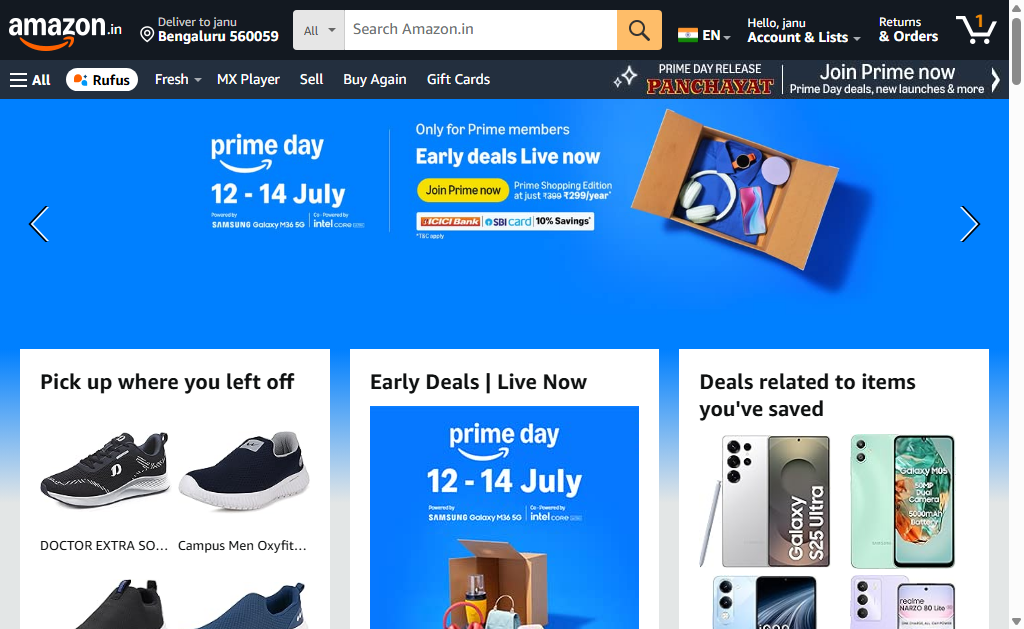 amazon.in
Deliver to janu
Bengaluru 560059
All
Search Amazon.in
EN
Hello, janu
Account & Lists
Returns
& Orders
1
All
Rufus
Fresh
MX Player
Sell
Buy Again
Gift Cards
PRIME DAY RELEASE
PANCHAYAT
Join Prime now
Prime Day deals, new launches & more
prime day
12 - 14 July
Powered by
SAMSUNG Galaxy M36 5G
Co - Powered by
intel CORE
Only for Prime members
Early deals Live now
Join Prime now
Prime Shopping Edition
at just ₹399 ₹299/year*
ICICI Bank
SBI card
10% Savings*
*T&C apply
Pick up where you left off
DOCTOR EXTRA SO...
Campus Men Oxyfit...
Early Deals | Live Now
prime day
12 - 14 July
Powered by
SAMSUNG Galaxy M36 5G
Co - Powered by
intel CORE
Deals related to items
you've saved
Galaxy
S25 Ultra
Galaxy M05
50MP
Dual
Camera
5000mAh
Battery
SAMSUNG
iQOO
realme
NARZO 80 Lite